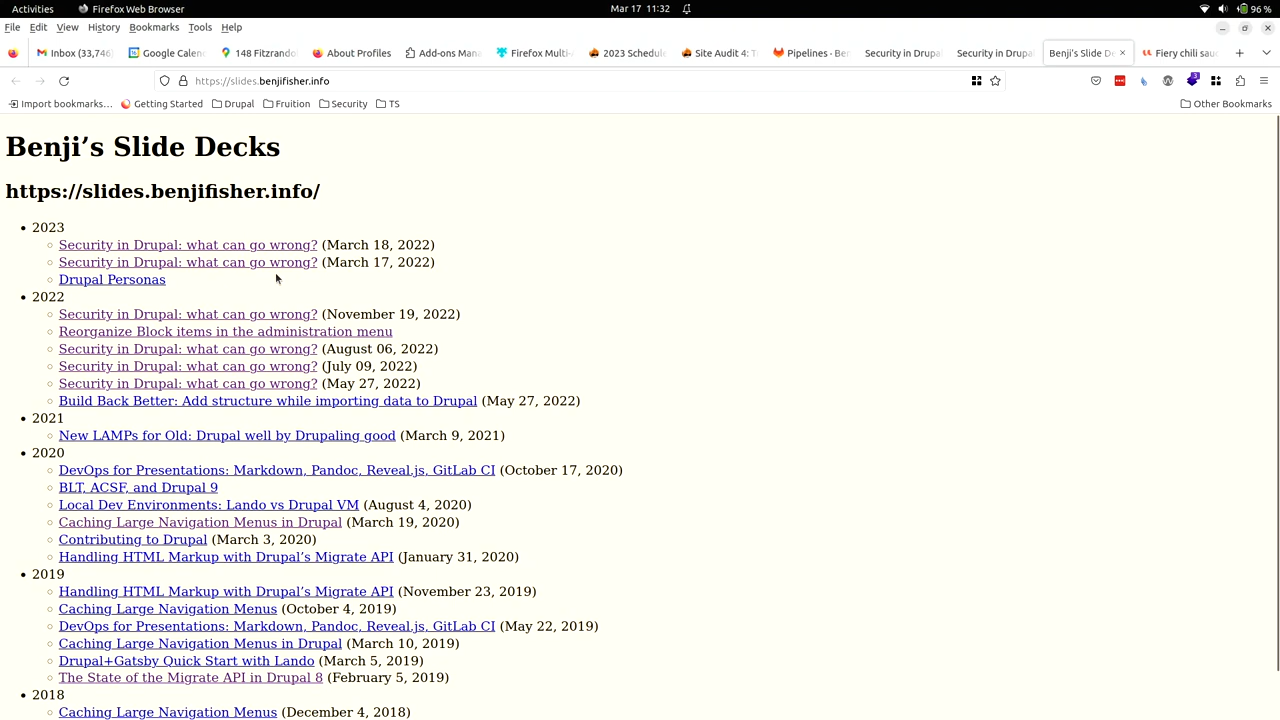 Activities Firefox Web Browser Mar 17 11:32 96 %
File Edit View History Bookmarks Tools Help
Inbox (33,746 Google Calen 148 Fitzrando About Profiles Add-ons Mana Firefox Multi- 2023 Schedule Site Audit 4: T Pipelines · Ben Security in Drupa Security in Drupa Benji's Slide De Fiery chili sauc
https://slides.benjifisher.info
Import bookmarks... Getting Started Drupal Fruition Security TS Other Bookmarks
Benji’s Slide Decks
https://slides.benjifisher.info/
• 2023
Security in Drupal: what can go wrong? (March 18, 2022)
Security in Drupal: what can go wrong? (March 17, 2022)
Drupal Personas
• 2022
Security in Drupal: what can go wrong? (November 19, 2022)
Reorganize Block items in the administration menu
Security in Drupal: what can go wrong? (August 06, 2022)
Security in Drupal: what can go wrong? (July 09, 2022)
Security in Drupal: what can go wrong? (May 27, 2022)
Build Back Better: Add structure while importing data to Drupal (May 27, 2022)
• 2021
New LAMPs for Old: Drupal well by Drupaling good (March 9, 2021)
• 2020
DevOps for Presentations: Markdown, Pandoc, Reveal.js, GitLab CI (October 17, 2020)
BLT, ACSF, and Drupal 9
Local Dev Environments: Lando vs Drupal VM (August 4, 2020)
Caching Large Navigation Menus in Drupal (March 19, 2020)
Contributing to Drupal (March 3, 2020)
Handling HTML Markup with Drupal’s Migrate API (January 31, 2020)
• 2019
Handling HTML Markup with Drupal’s Migrate API (November 23, 2019)
Caching Large Navigation Menus (October 4, 2019)
DevOps for Presentations: Markdown, Pandoc, Reveal.js, GitLab CI (May 22, 2019)
Caching Large Navigation Menus in Drupal (March 10, 2019)
Drupal+Gatsby Quick Start with Lando (March 5, 2019)
The State of the Migrate API in Drupal 8 (February 5, 2019)
• 2018
Caching Large Navigation Menus (December 4, 2018)